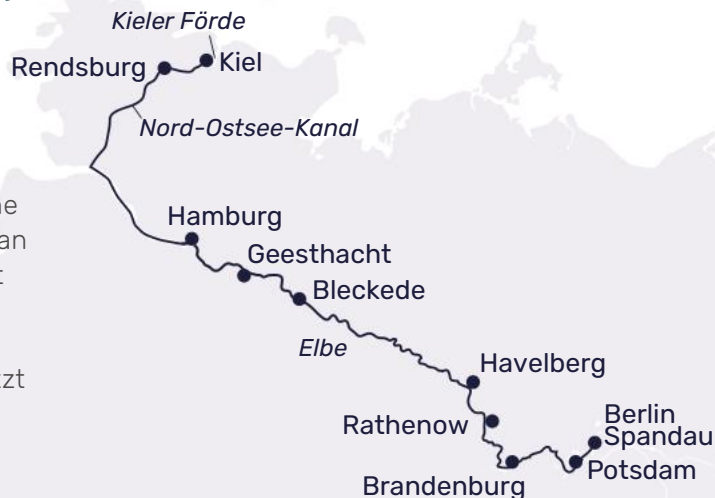 Kieler Förde
Rendsburg
Kiel
Nord-Ostsee-Kanal
Hamburg
Geesthacht
Bleckede
Elbe
Havelberg
Rathenow
Berlin
Spandau
Brandenburg
Potsdam